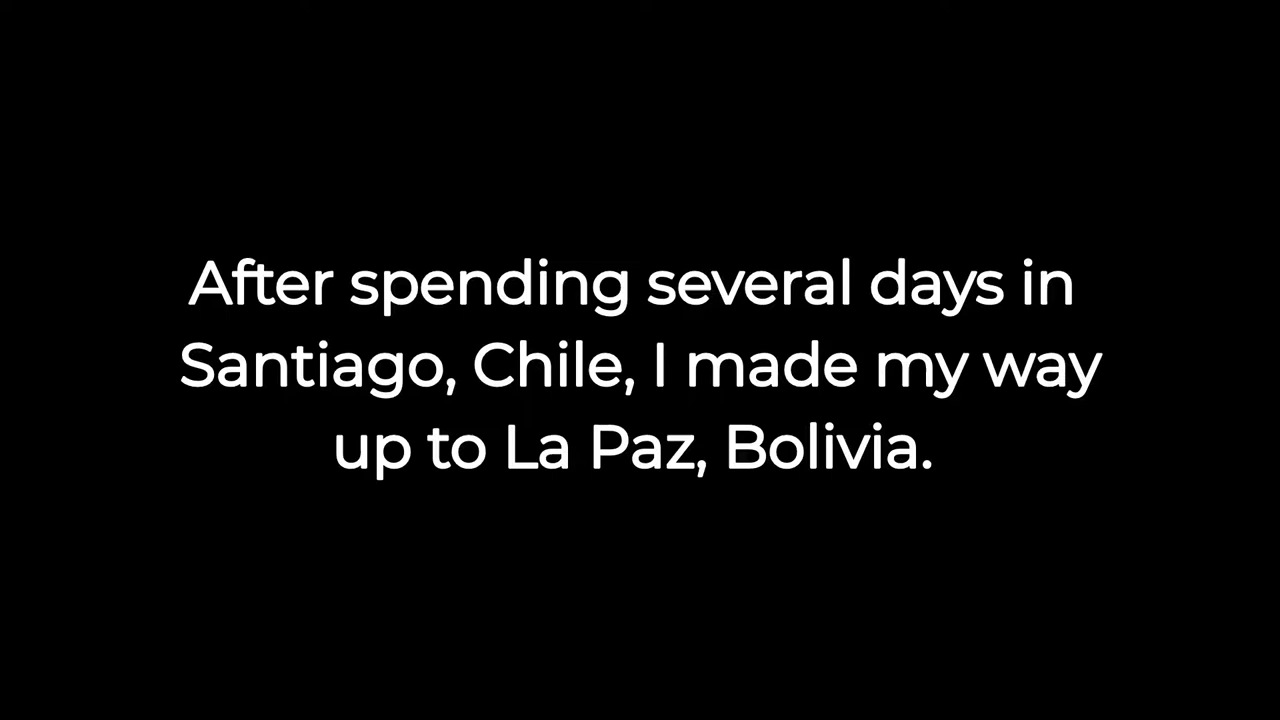 After spending several days in
Santiago, Chile, I made my way
up to La Paz, Bolivia.